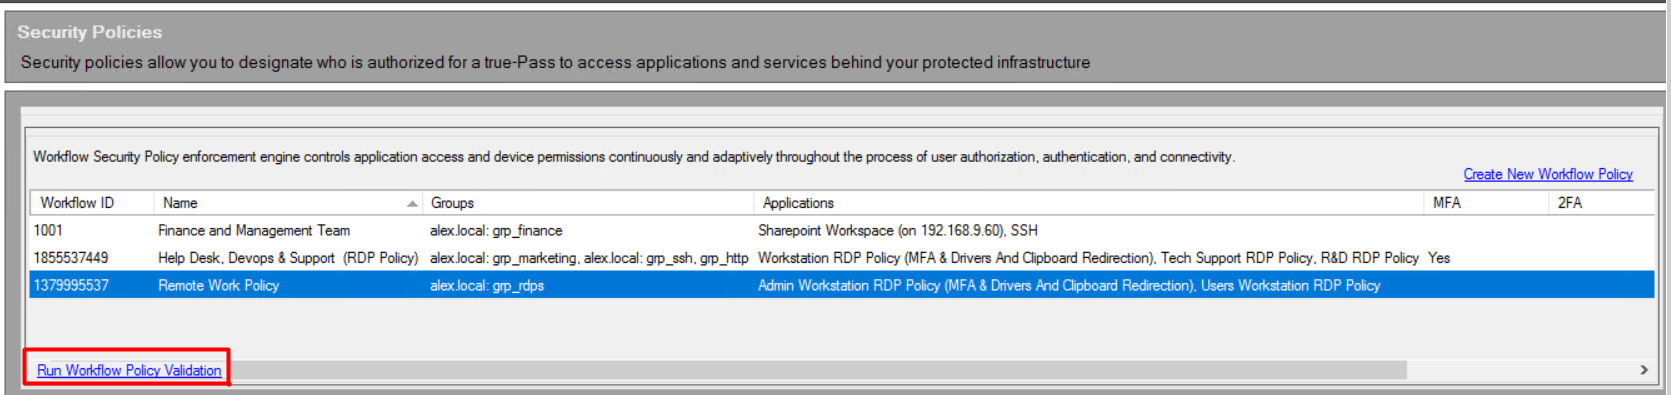 Security Policies
Security policies allow you to designate who is authorized for a true-Pass to access applications and services behind your protected infrastructure
Workflow Security Policy enforcement engine controls application access and device permissions continuously and adaptively throughout the process of user authorization, authentication, and connectivity.
Create New Workflow Policy
Workflow ID Name Groups Applications MFA 2FA
1001 Finance and Management Team alex.local: grp_finance Sharepoint Workspace (on 192.168.9.60), SSH
1855537449 Help Desk, Devops & Support (RDP Policy) alex.local: grp_marketing, alex.local: grp_ssh, grp_http Workstation RDP Policy (MFA & Drivers And Clipboard Redirection), Tech Support RDP Policy, R&D RDP Policy Yes
1379995537 Remote Work Policy alex.local: grp_rdps Admin Workstation RDP Policy (MFA & Drivers And Clipboard Redirection), Users Workstation RDP Policy
Run Workflow Policy Validation